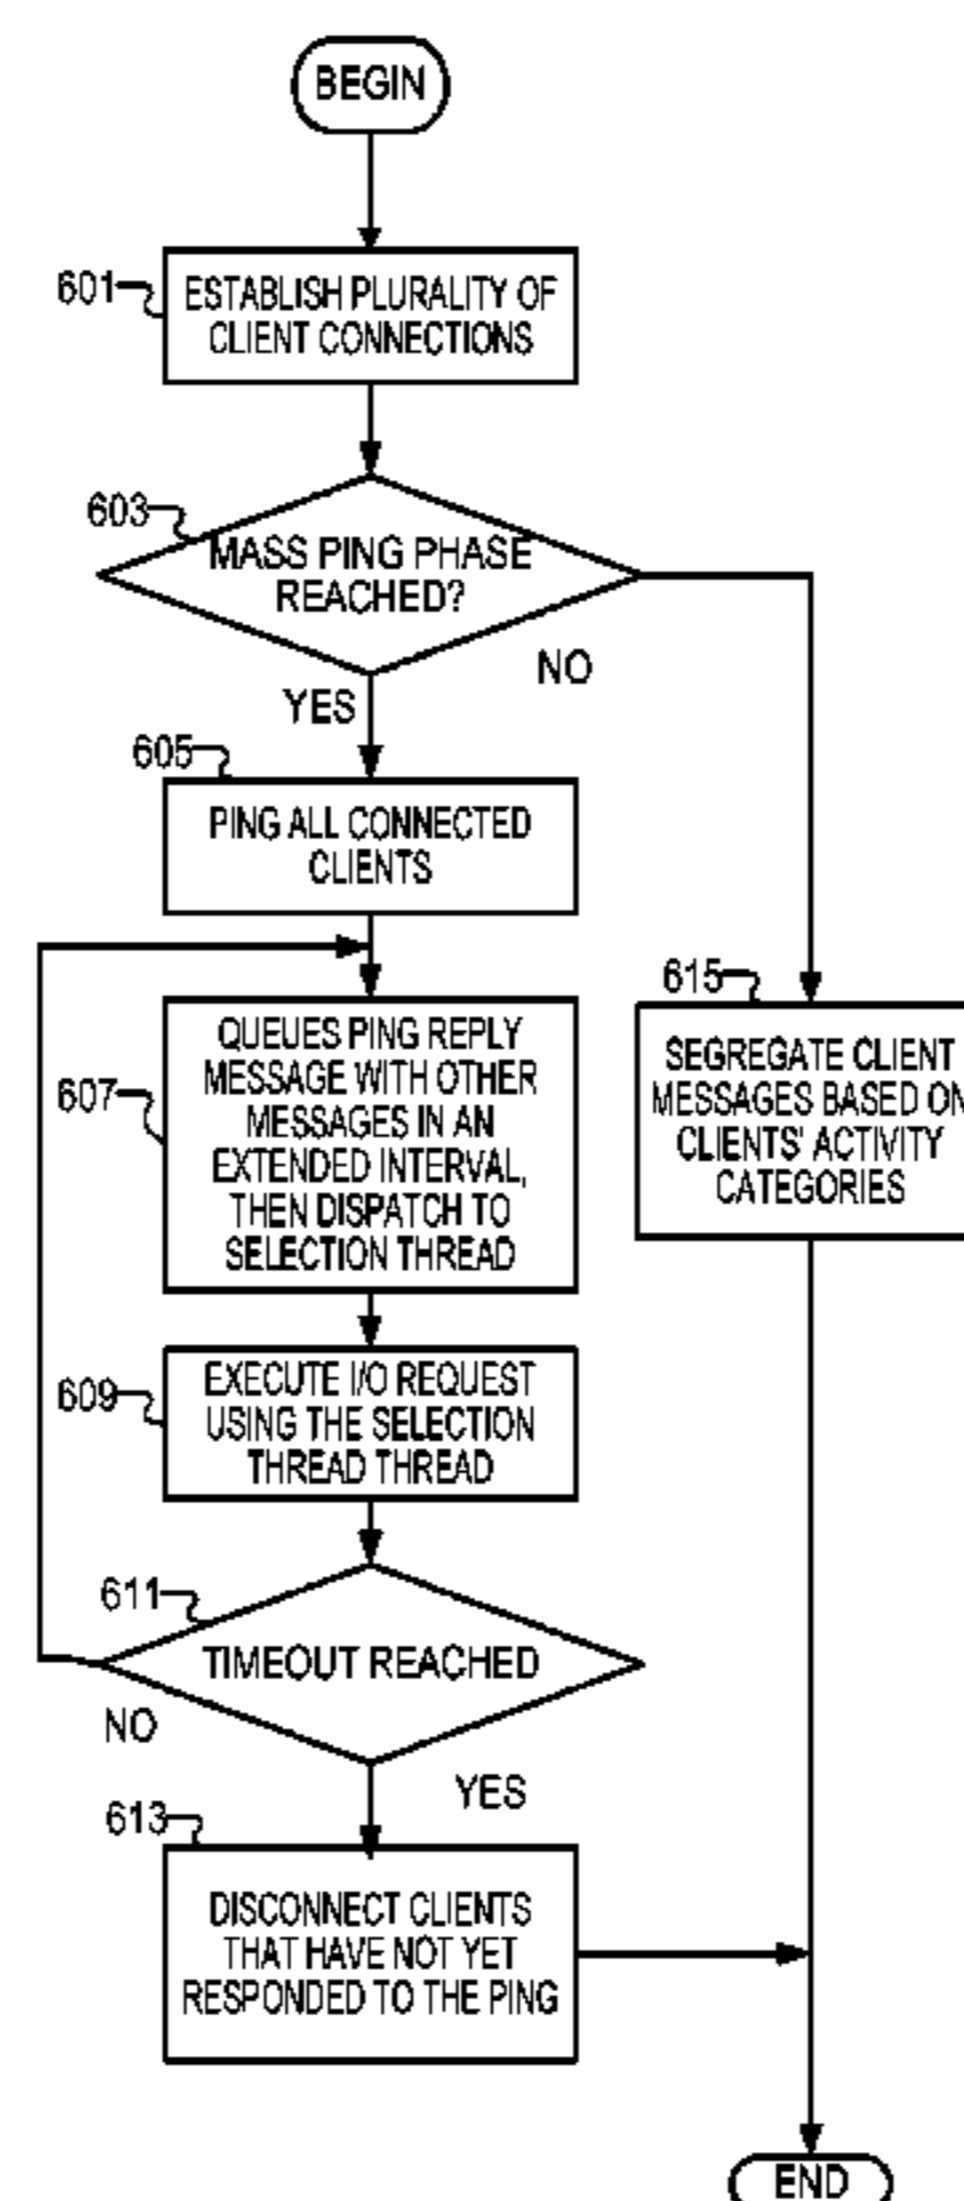 BEGIN
601
ESTABLISH PLURALITY OF
CLIENT CONNECTIONS
603
MASS PING PHASE
REACHED?
NO
YES
605
PING ALL CONNECTED
CLIENTS
607
QUEUES PING REPLY
MESSAGE WITH OTHER
MESSAGES IN AN
EXTENDED INTERVAL,
THEN DISPATCH TO
SELECTION THREAD
615
SEGREGATE CLIENT
MESSAGES BASED ON
CLIENTS' ACTIVITY
CATEGORIES
609
EXECUTE I/O REQUEST
USING THE SELECTION
THREAD THREAD
611
TIMEOUT REACHED
NO
YES
613
DISCONNECT CLIENTS
THAT HAVE NOT YET
RESPONDED TO THE PING
END